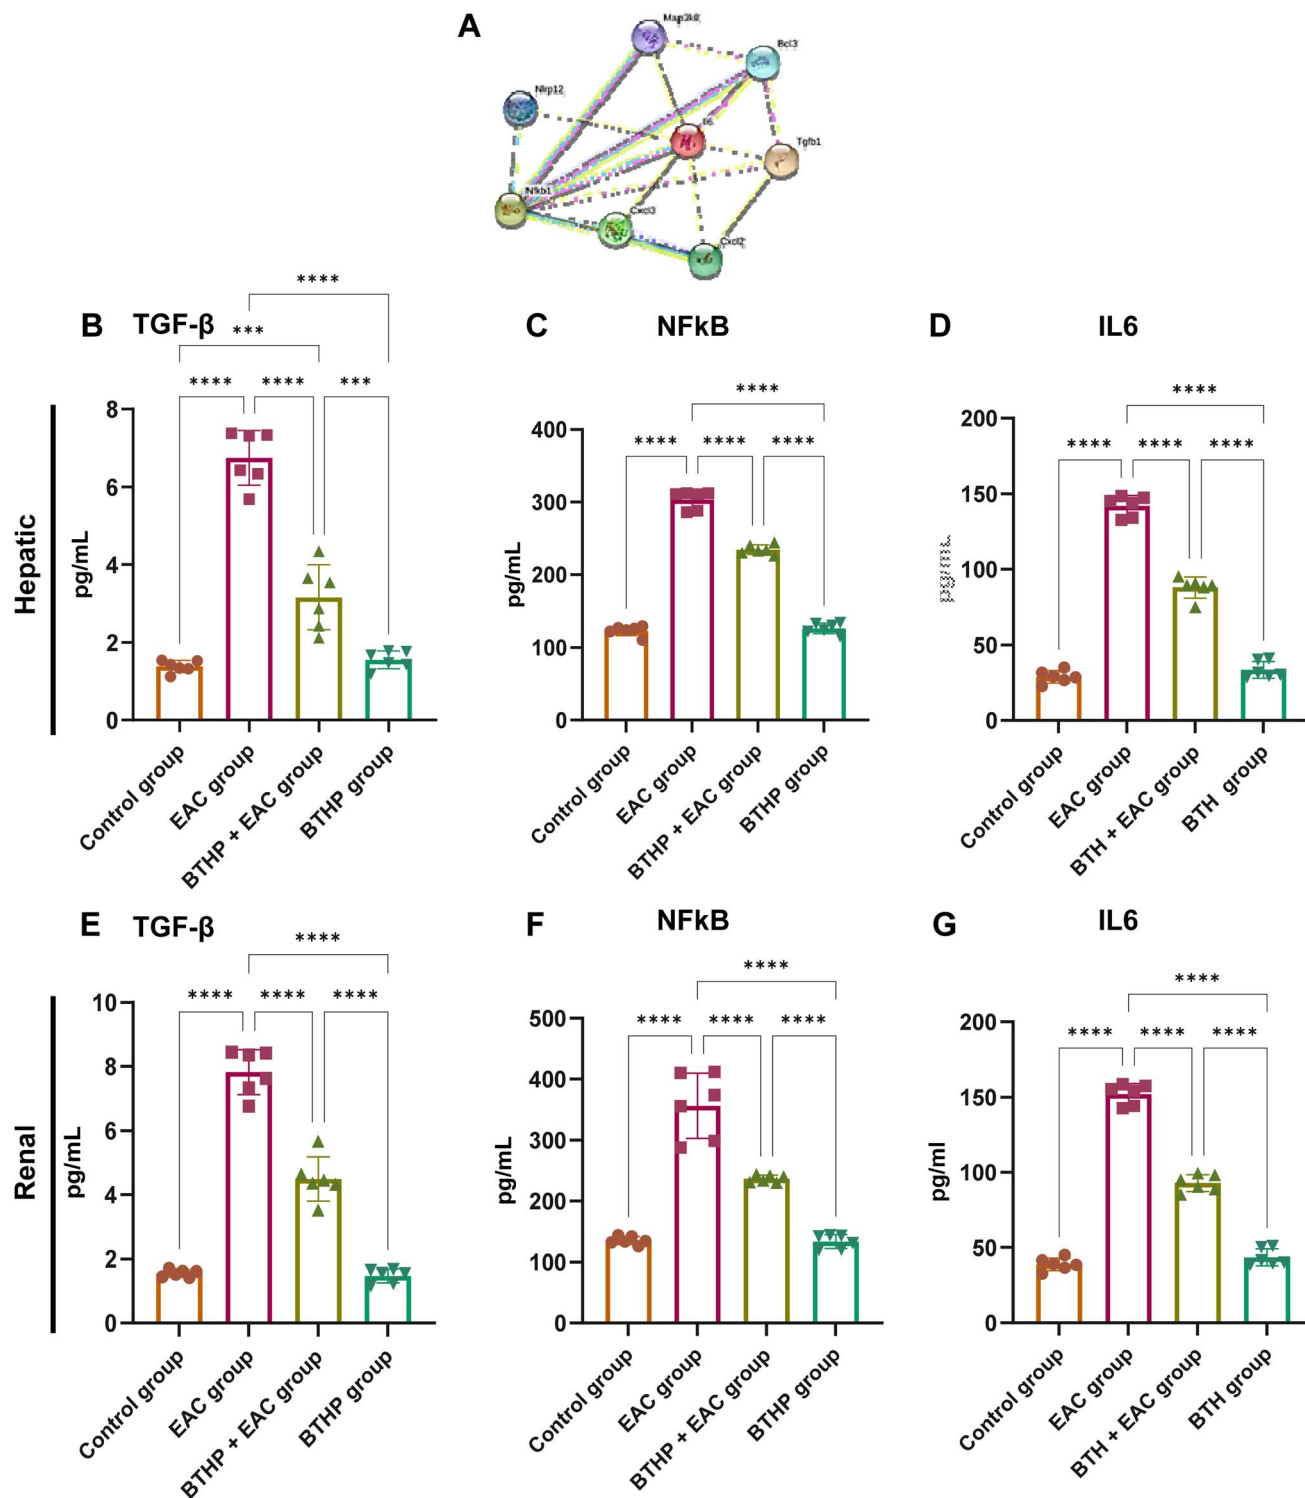 A
Bcl3
Nlrp12
Il6
Tgfb1
Nfkb1
Cxcl3
Cxcl2
****
B TGF-β *** C NFkB D IL6
**** **** *** **** ****
**** **** **** **** **** ****
Hepatic
pg/mL
8
6
4
2
0
pg/mL
400
300
200
100
0
pg/mL
200
150
100
50
0
Control group
EAC group
BTHP + EAC group
BTHP group
Control group
EAC group
BTHP + EAC group
BTHP group
Control group
EAC group
BTH + EAC group
BTH group
E TGF-β F NFkB G IL6
****
**** **** ****
****
**** **** ****
****
**** **** ****
Renal
pg/mL
10
8
6
4
2
0
pg/mL
500
400
300
200
100
0
pg/ml
200
150
100
50
0
Control group
EAC group
BTHP + EAC group
BTHP group
Control group
EAC group
BTHP + EAC group
BTHP group
Control group
EAC group
BTH + EAC group
BTH group